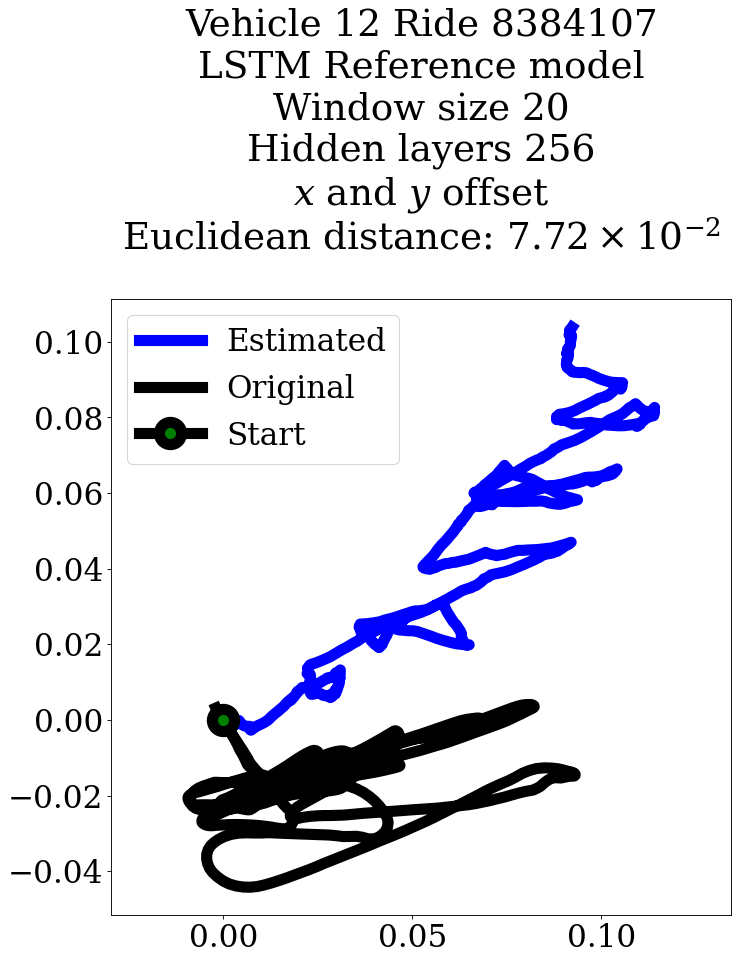 Vehicle 12 Ride 8384107
LSTM Reference model
Window size 20
Hidden layers 256
x and y offset
Euclidean distance: 7.72 × 10⁻²
Estimated
Original
Start
0.10
0.08
0.06
0.04
0.02
0.00
−0.02
−0.04
0.00 0.05 0.10